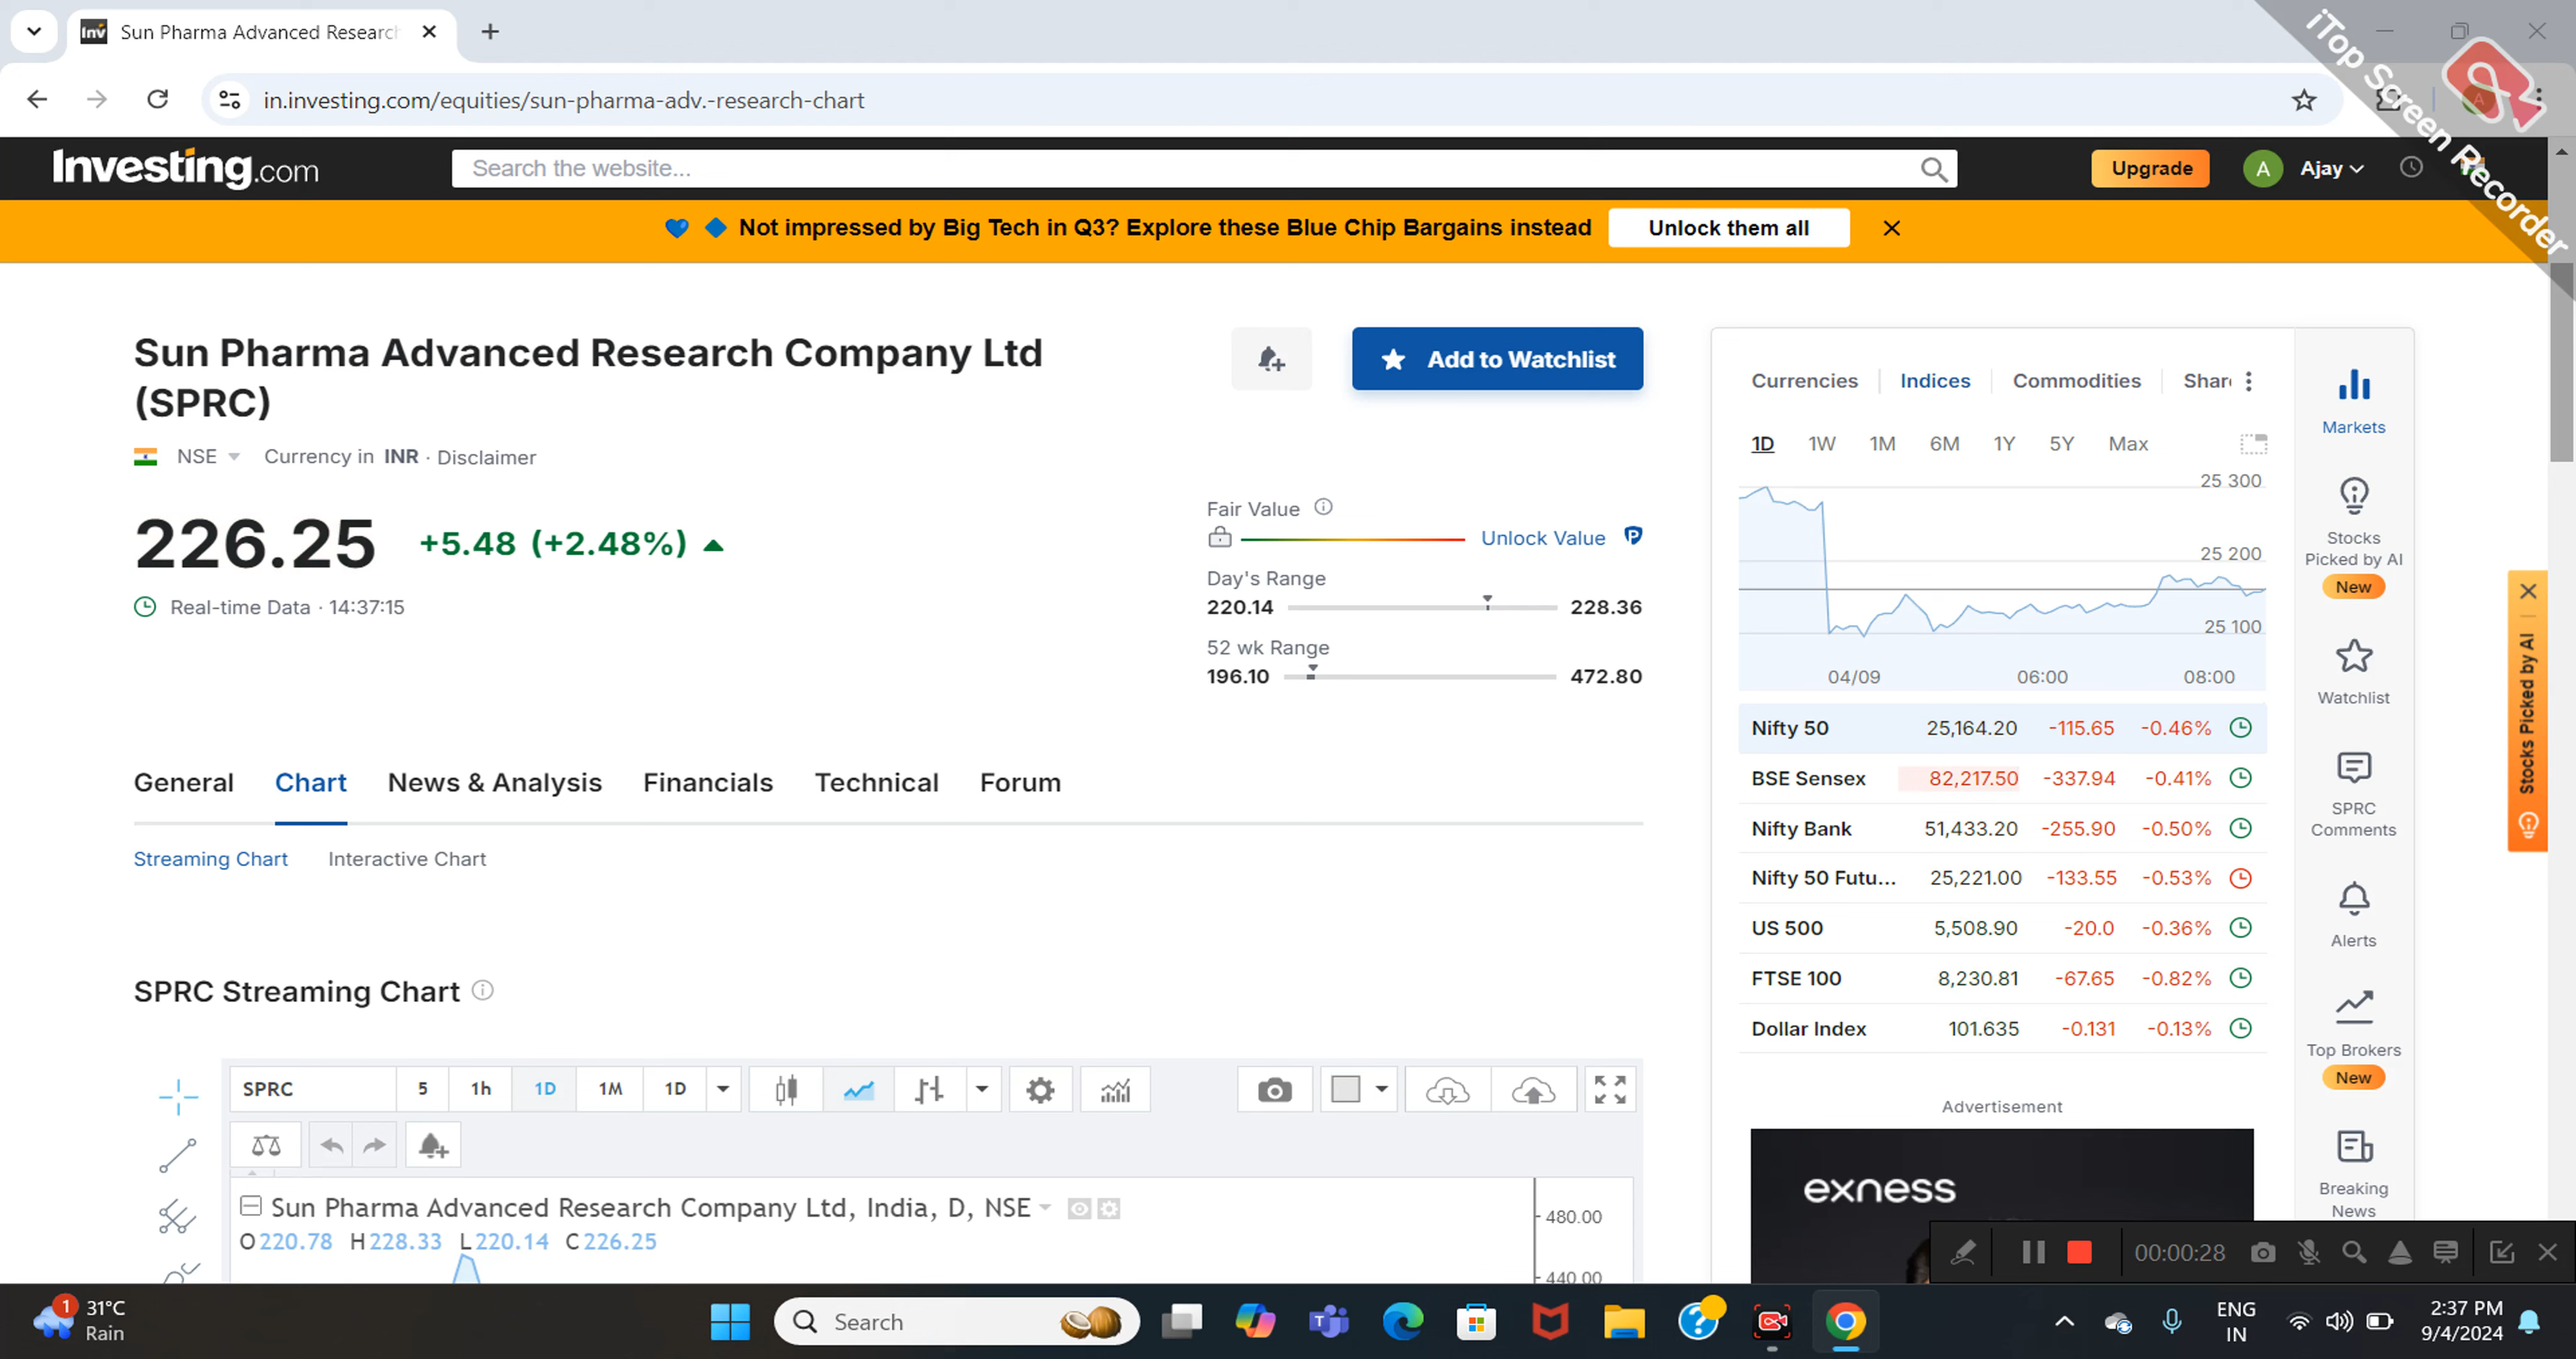 Sun Pharma Advanced Research
in.investing.com/equities/sun-pharma-adv.-research-chart
iTop Screen Recorder
Investing.com
Search the website...
Upgrade
A
Ajay
Not impressed by Big Tech in Q3? Explore these Blue Chip Bargains instead
Unlock them all
Sun Pharma Advanced Research Company Ltd
(SPRC)
Add to Watchlist
NSE
Currency in INR · Disclaimer
226.25 +5.48 (+2.48%)
Real-time Data · 14:37:15
Fair Value
Unlock Value
Day's Range
220.14 228.36
52 wk Range
196.10 472.80
General Chart News & Analysis Financials Technical Forum
Streaming Chart Interactive Chart
SPRC Streaming Chart
SPRC 5 1h 1D 1M 1D
Sun Pharma Advanced Research Company Ltd, India, D, NSE
O 220.78 H 228.33 L 220.14 C 226.25
480.00
440.00
Currencies Indices Commodities Shar
1D 1W 1M 6M 1Y 5Y Max
25 300
25 200
25 100
04/09 06:00 08:00
Nifty 50 25,164.20 -115.65 -0.46%
BSE Sensex 82,217.50 -337.94 -0.41%
Nifty Bank 51,433.20 -255.90 -0.50%
Nifty 50 Futu... 25,221.00 -133.55 -0.53%
US 500 5,508.90 -20.0 -0.36%
FTSE 100 8,230.81 -67.65 -0.82%
Dollar Index 101.635 -0.131 -0.13%
Advertisement
exness
Markets
Stocks
Picked by AI
New
Watchlist
SPRC
Comments
Alerts
Top Brokers
New
Breaking
News
Stocks Picked by AI
00:00:28
1
31°C
Rain
Search
ENG
IN
2:37 PM
9/4/2024